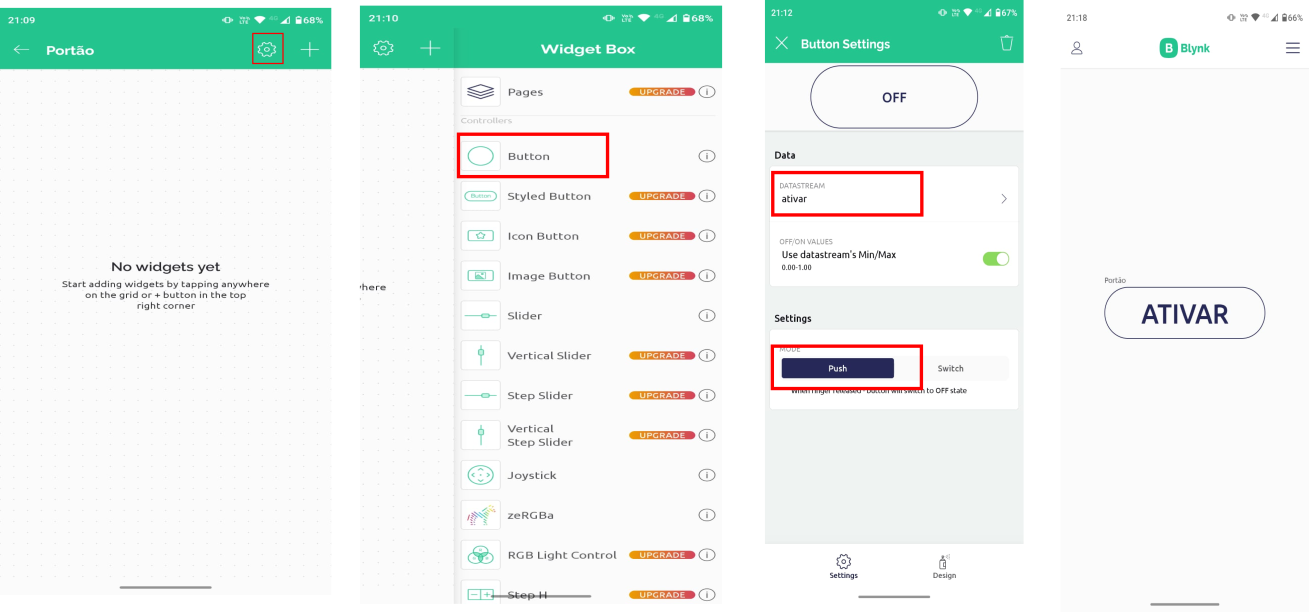 21:09
68%
Portão
No widgets yet
Start adding widgets by tapping anywhere
on the grid or + button in the top
right corner
21:10
68%
Widget Box
here
Pages
UPGRADE
Controllers
Button
Button
Styled Button
UPGRADE
Icon Button
UPGRADE
Image Button
UPGRADE
Slider
Vertical Slider
UPGRADE
Step Slider
UPGRADE
Vertical
Step Slider
UPGRADE
Joystick
zeRGBa
RGB Light Control
UPGRADE
Step H
UPGRADE
21:12
67%
Button Settings
OFF
Data
DATASTREAM
ativar
OFF/ON VALUES
Use datastream's Min/Max
0.00-1.00
Settings
MODE
Push
Switch
When finger released - button will switch to OFF state
Settings
Design
21:18
66%
B Blynk
Portão
ATIVAR